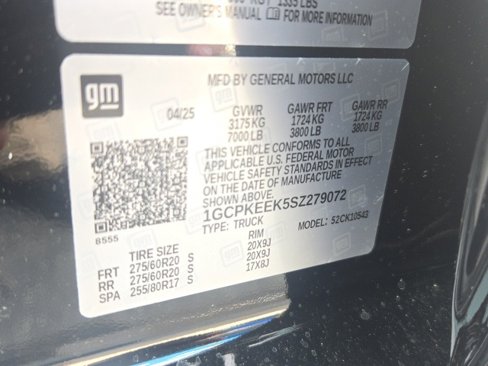 1335 LBS
SEE OWNER'S MANUAL FOR MORE INFORMATION
gm
MFD BY GENERAL MOTORS LLC
04/25 GVWR GAWR FRT GAWR RR
3175 KG 1724 KG 1724 KG
7000 LB 3800 LB 3800 LB
THIS VEHICLE CONFORMS TO ALL
APPLICABLE U.S. FEDERAL MOTOR
VEHICLE SAFETY STANDARDS IN EFFECT
ON THE DATE OF MANUFACTURE
SHOWN ABOVE.
1GCPKEEK5SZ279072
8555 TYPE: TRUCK MODEL: 52CK10543
TIRE SIZE RIM
FRT 275/60R20 S 20X9J
RR 275/60R20 S 20X9J
SPA 255/80R17 S 17X8J